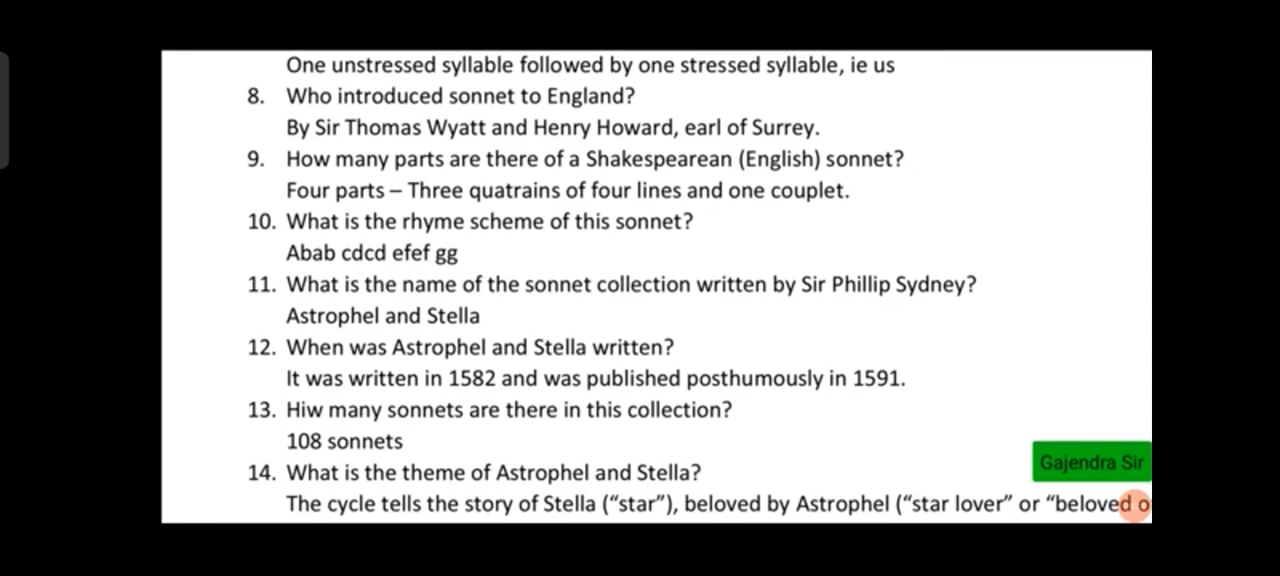 One unstressed syllable followed by one stressed syllable, ie us
8. Who introduced sonnet to England?
By Sir Thomas Wyatt and Henry Howard, earl of Surrey.
9. How many parts are there of a Shakespearean (English) sonnet?
Four parts – Three quatrains of four lines and one couplet.
10. What is the rhyme scheme of this sonnet?
Abab cdcd efef gg
11. What is the name of the sonnet collection written by Sir Phillip Sydney?
Astrophel and Stella
12. When was Astrophel and Stella written?
It was written in 1582 and was published posthumously in 1591.
13. Hiw many sonnets are there in this collection?
108 sonnets
Gajendra Sir
14. What is the theme of Astrophel and Stella?
The cycle tells the story of Stella (“star”), beloved by Astrophel (“star lover” or “beloved o